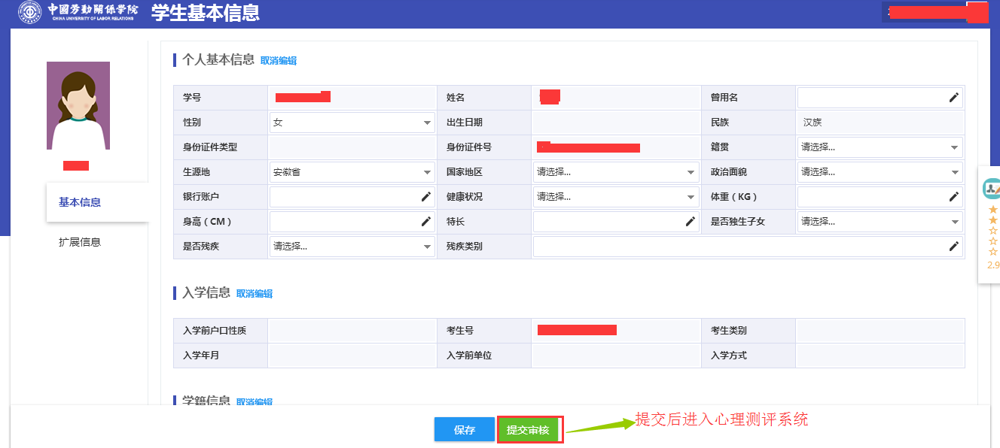 中國劳動關係学院
CHINA UNIVERSITY OF LABOR RELATIONS
学生基本信息
个人基本信息 取消编辑
学号 姓名 曾用名
性别 女 出生日期 民族 汉族
身份证件类型 身份证件号 籍贯 请选择...
生源地 安徽省 国家地区 请选择... 政治面貌 请选择...
银行账户 健康状况 请选择... 体重（KG）
身高（CM） 特长 是否独生子女 请选择...
是否残疾 请选择... 残疾类别
基本信息
扩展信息
2.9
入学信息 取消编辑
入学前户口性质 考生号 考生类别
入学年月 入学前单位 入学方式
学籍信息 取消编辑
保存 提交审核 提交后进入心理测评系统